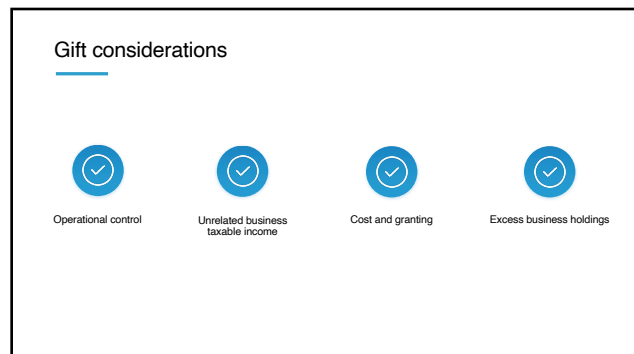 Gift considerations
Operational control
Unrelated business
taxable income
Cost and granting
Excess business holdings